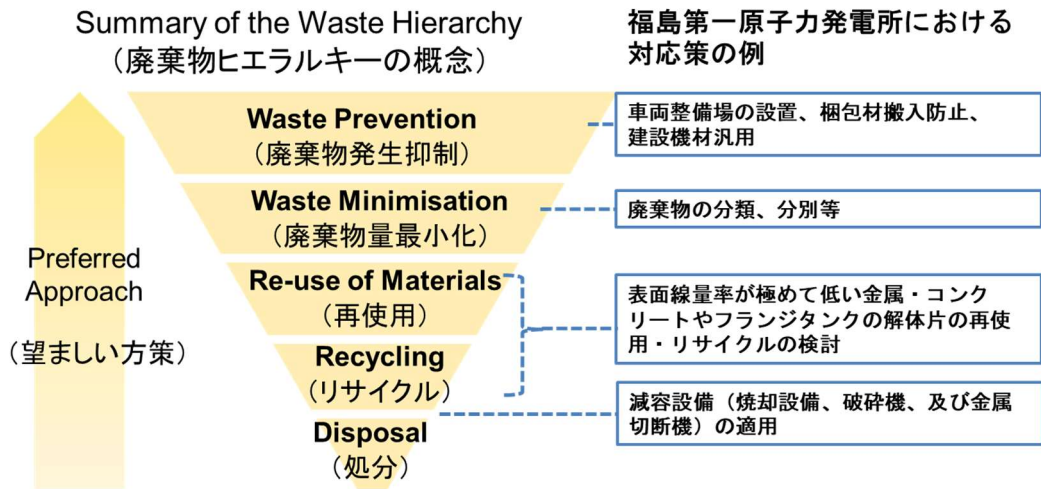 Summary of the Waste Hierarchy
(廃棄物ヒエラルキーの概念)
福島第一原子力発電所における
対応策の例
Preferred
Approach
(望ましい方策)
Waste Prevention
(廃棄物発生抑制)
車両整備場の設置、梱包材搬入防止、
建設機材汎用
Waste Minimisation
(廃棄物量最小化)
廃棄物の分類、分別等
Re-use of Materials
(再使用)
Recycling
(リサイクル)
表面線量率が極めて低い金属・コンク
リートやフランジタンクの解体片の再使
用・リサイクルの検討
Disposal
(処分)
減容設備（焼却設備、破砕機、及び金属
切断機）の適用